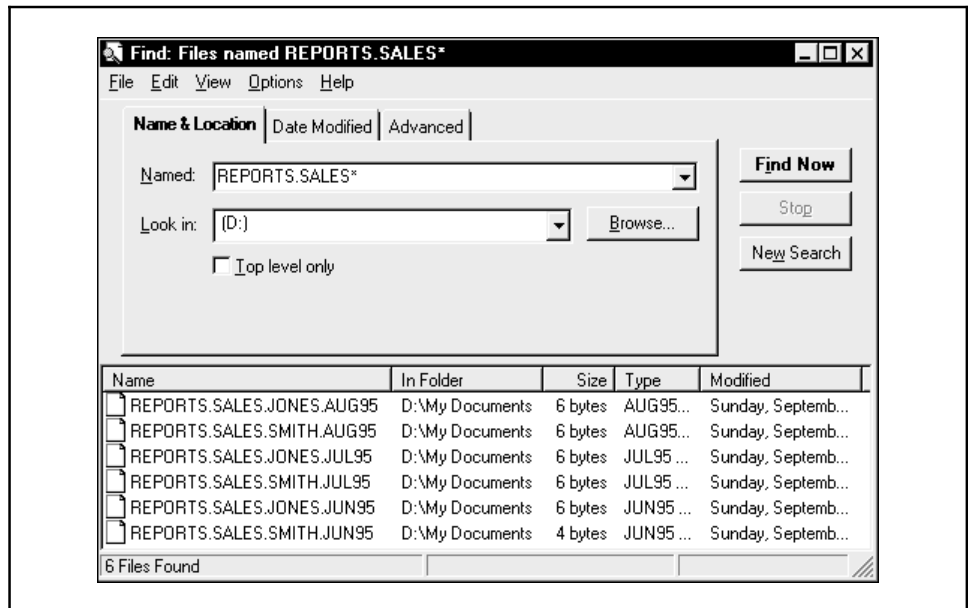 Find: Files named REPORTS.SALES*
File Edit View Options Help
Name & Location Date Modified Advanced
Named: REPORTS.SALES*
Look in: (D:) Browse...
Top level only
Find Now
Stop
New Search
Name In Folder Size Type Modified
REPORTS.SALES.JONES.AUG95 D:\My Documents 6 bytes AUG95... Sunday, Septemb...
REPORTS.SALES.SMITH.AUG95 D:\My Documents 6 bytes AUG95... Sunday, Septemb...
REPORTS.SALES.JONES.JUL95 D:\My Documents 6 bytes JUL95 ... Sunday, Septemb...
REPORTS.SALES.SMITH.JUL95 D:\My Documents 6 bytes JUL95 ... Sunday, Septemb...
REPORTS.SALES.JONES.JUN95 D:\My Documents 6 bytes JUN95 ... Sunday, Septemb...
REPORTS.SALES.SMITH.JUN95 D:\My Documents 4 bytes JUN95 ... Sunday, Septemb...
6 Files Found